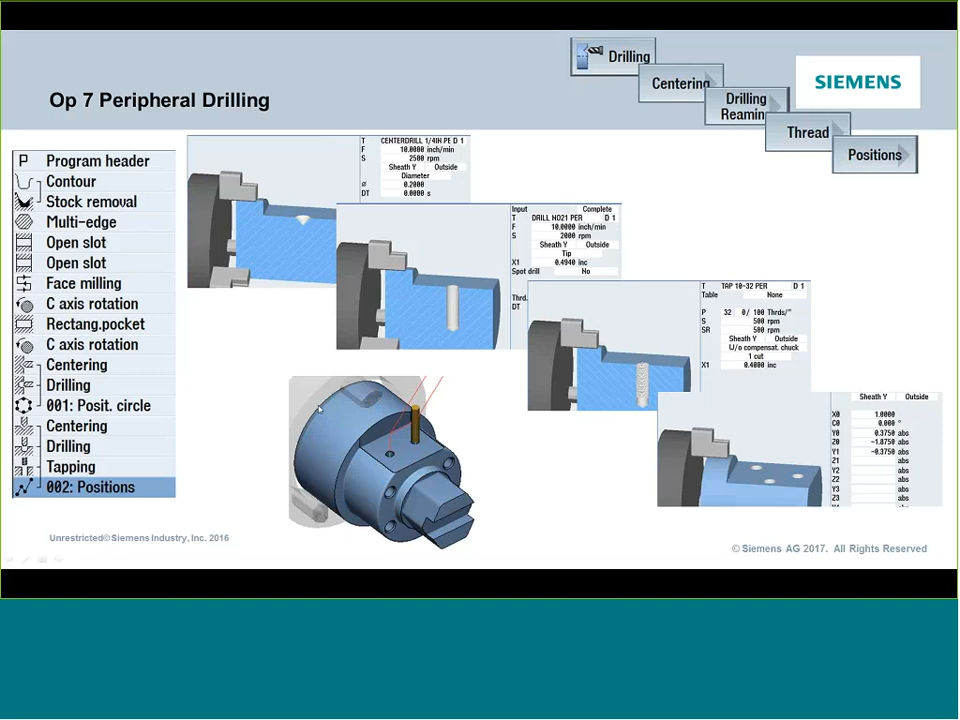 Op 7 Peripheral Drilling
Drilling
Centering
Drilling
Reaming
Thread
Positions
SIEMENS
P Program header
Contour
Stock removal
Multi-edge
Open slot
Open slot
Face milling
C axis rotation
Rectang.pocket
C axis rotation
Centering
Drilling
001: Posit. circle
Centering
Drilling
Tapping
002: Positions
T CENTERDRILL 1/4IN PE D 1
F 10.0000 inch/min
S 2500 rpm
Sheath Y Outside
Diameter
ø 0.2000
DT 0.0000 s
Input Complete
T DRILL NO21 PER D 1
F 10.0000 inch/min
S 2000 rpm
Sheath Y Outside
Tip
X1 0.4940 inc
Spot drill No
Thrd.
DT
T TAP 10-32 PER D 1
Table None
P 32 0/ 100 Thrds/"
S 500 rpm
SR 500 rpm
Sheath Y Outside
W/o compensat. chuck
1 cut
X1 0.4000 inc
Sheath Y Outside
X0 1.0000
C0 0.000 °
Y0 0.3750 abs
Z0 -1.8750 abs
Y1 -0.3750 abs
Z1 abs
Y2 abs
Z2 abs
Y3 abs
Z3 abs
Unrestricted© Siemens Industry, Inc. 2016
© Siemens AG 2017. All Rights Reserved